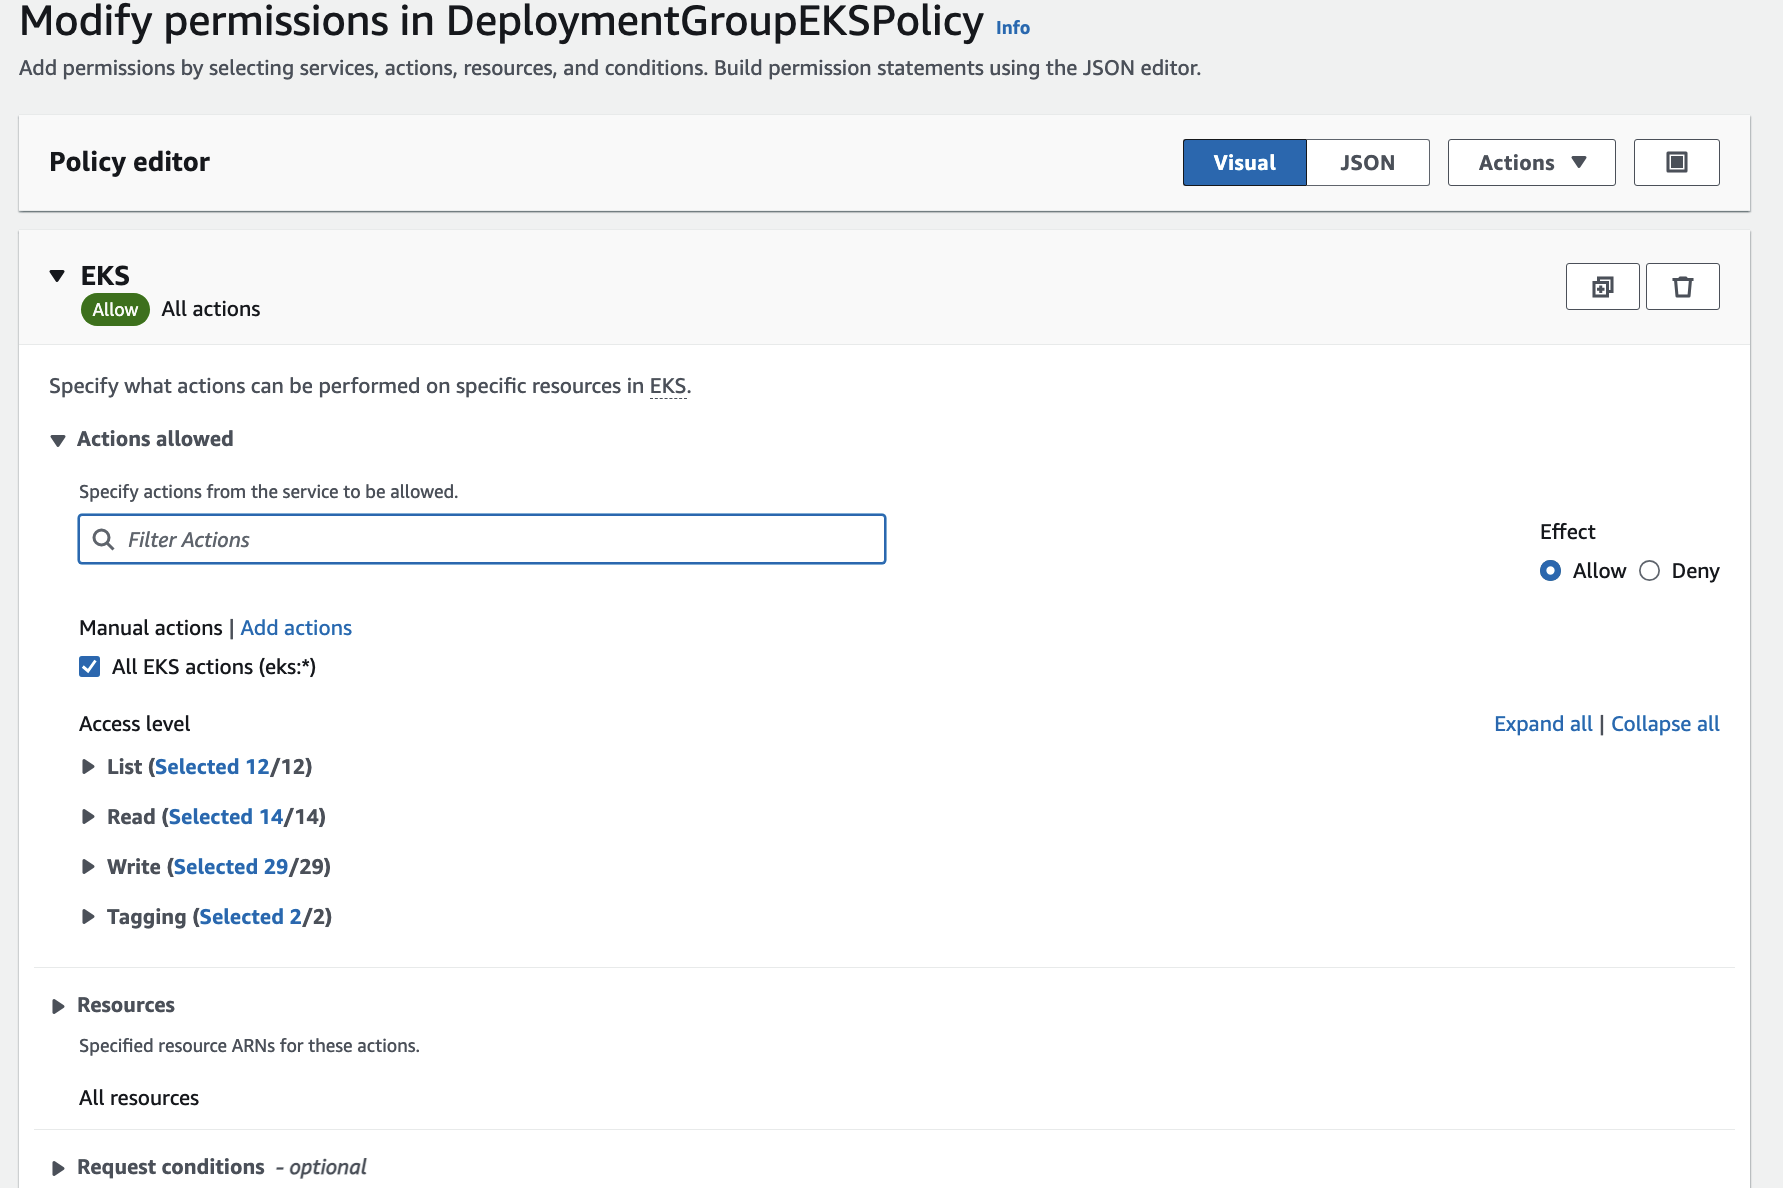 Modify permissions in DeploymentGroupEKSPolicy Info
Add permissions by selecting services, actions, resources, and conditions. Build permission statements using the JSON editor.
Policy editor
Visual JSON Actions
EKS
Allow All actions
Specify what actions can be performed on specific resources in EKS.
Actions allowed
Specify actions from the service to be allowed.
Filter Actions
Effect
Allow Deny
Manual actions | Add actions
All EKS actions (eks:*)
Access level Expand all | Collapse all
List (Selected 12/12)
Read (Selected 14/14)
Write (Selected 29/29)
Tagging (Selected 2/2)
Resources
Specified resource ARNs for these actions.
All resources
Request conditions - optional